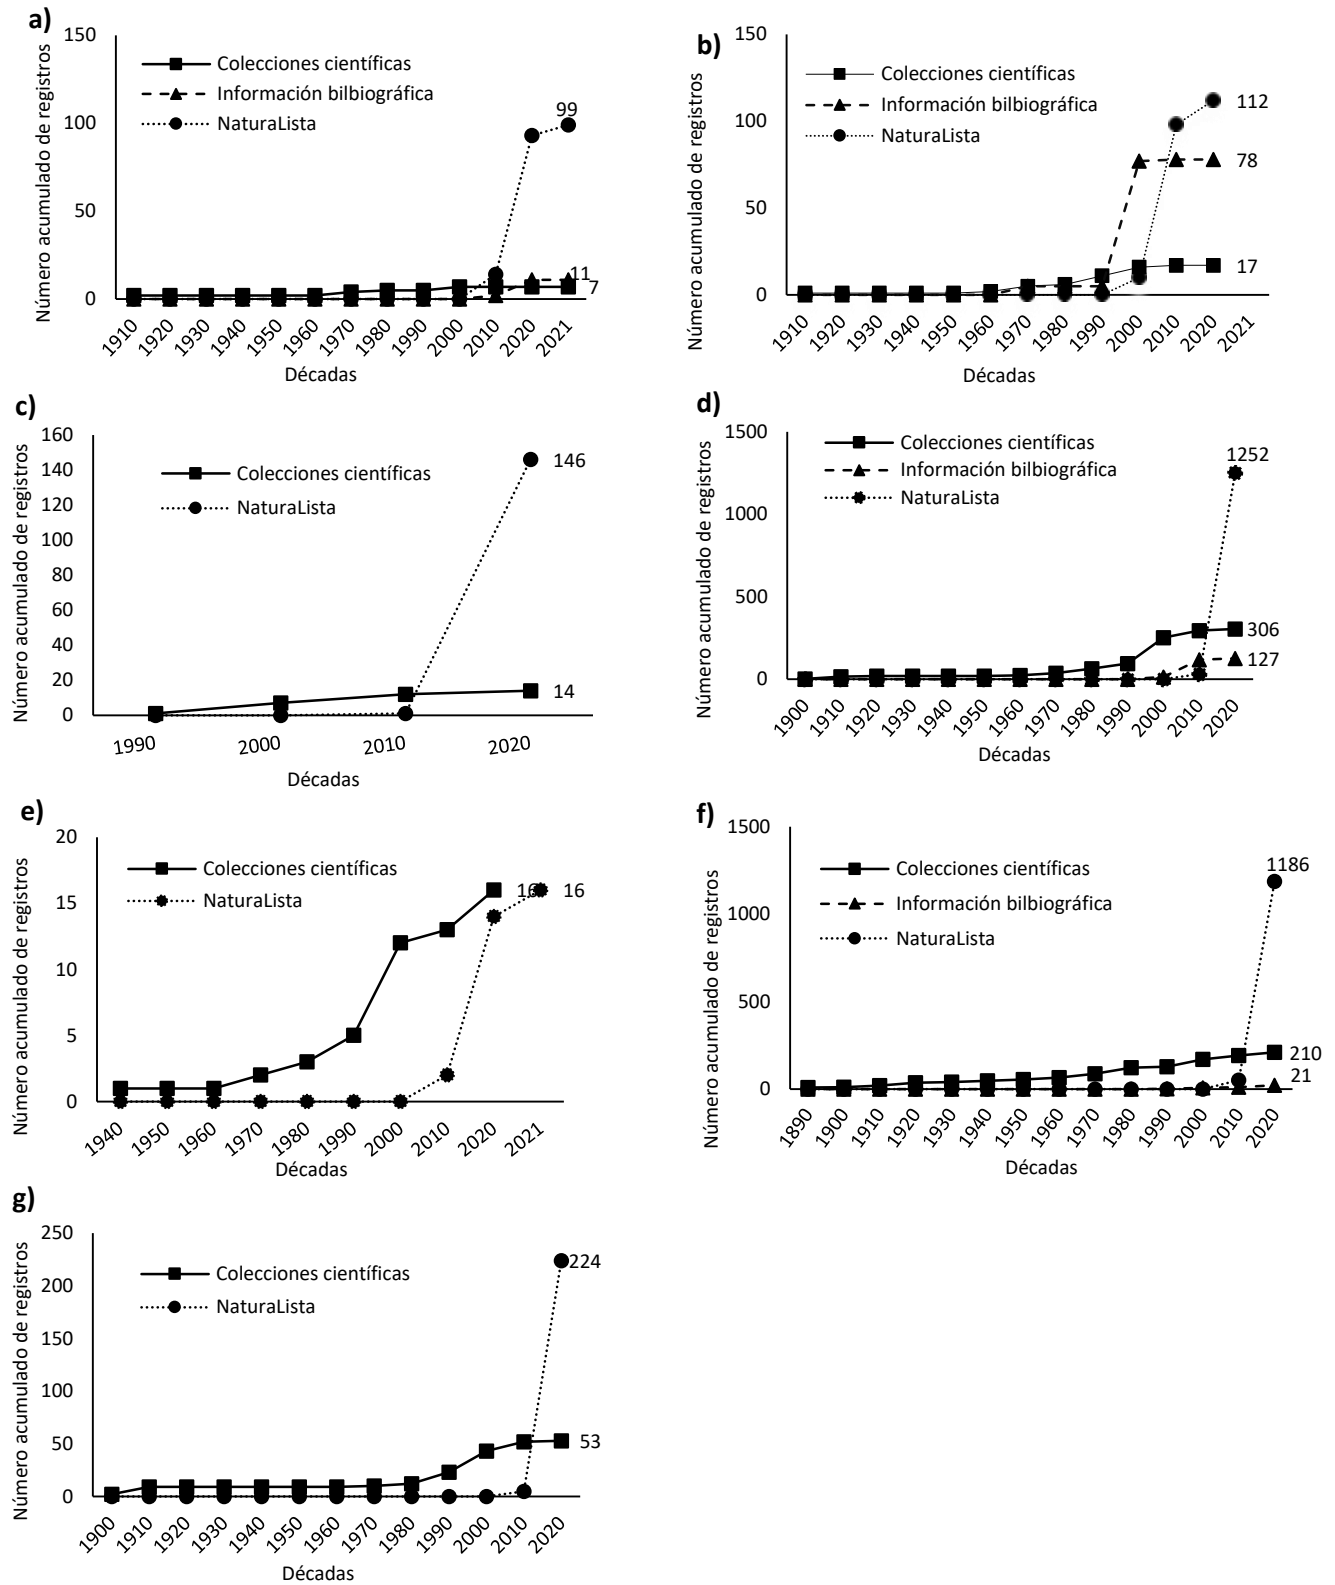 a)
150
100
50
0
Número acumulado de registros
Colecciones científicas
Información bilbiográfica
NaturaLista
99
11
7
1910 1920 1930 1940 1950 1960 1970 1980 1990 2000 2010 2020 2021
Décadas
b)
150
100
50
0
Número acumulado de registros
Colecciones científicas
Información bilbiográfica
NaturaLista
112
78
17
1910 1920 1930 1940 1950 1960 1970 1980 1990 2000 2010 2020 2021
Décadas
c)
160
140
120
100
80
60
40
20
0
Número acumulado de registros
Colecciones científicas
NaturaLista
146
14
1990 2000 2010 2020
Décadas
d)
1500
1000
500
0
Número acumulado de registros
Colecciones científicas
Información bilbiográfica
NaturaLista
1252
306
127
1900 1910 1920 1930 1940 1950 1960 1970 1980 1990 2000 2010 2020
Décadas
e)
20
15
10
5
0
Número acumulado de registros
Colecciones científicas
NaturaLista
16
16
1940 1950 1960 1970 1980 1990 2000 2010 2020 2021
Décadas
f)
1500
1000
500
0
Número acumulado de registros
Colecciones científicas
Información bilbiográfica
NaturaLista
1186
210
21
1890 1900 1910 1920 1930 1940 1950 1960 1970 1980 1990 2000 2010 2020
Décadas
g)
250
200
150
100
50
0
Número acumulado de registros
Colecciones científicas
NaturaLista
224
53
1900 1910 1920 1930 1940 1950 1960 1970 1980 1990 2000 2010 2020
Décadas